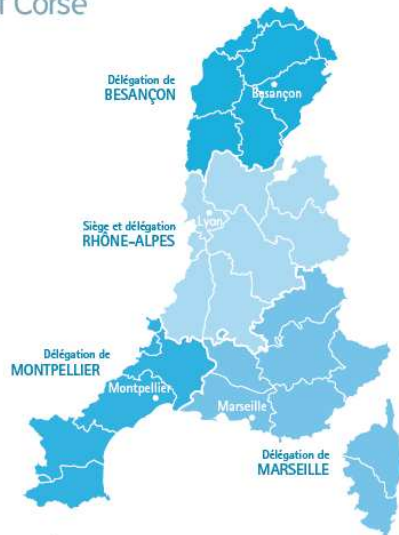 Corse
Délégation de
BESANÇON
Besançon
Siège et délégation
RHÔNE-ALPES
Lyon
Délégation de
MONTPELLIER
Montpellier
Marseille
Délégation de
MARSEILLE